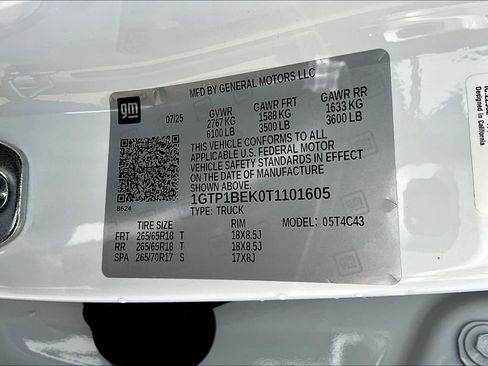 gm
MFD BY GENERAL MOTORS LLC
07/25
GVWR GAWR FRT GAWR RR
2767 KG 1588 KG 1633 KG
6100 LB 3500 LB 3600 LB
THIS VEHICLE CONFORMS TO ALL
APPLICABLE U.S. FEDERAL MOTOR
VEHICLE SAFETY STANDARDS IN EFFECT
ON THE DATE OF MANUFACTURE
SHOWN ABOVE.
1GTP1BEK0T1101605
8624
TYPE: TRUCK MODEL: 05T4C43
TIRE SIZE RIM
FRT 265/65R18 T 18X8.5J
RR 265/65R18 T 18X8.5J
SPA 265/70R17 S 17X8J
Designed in California